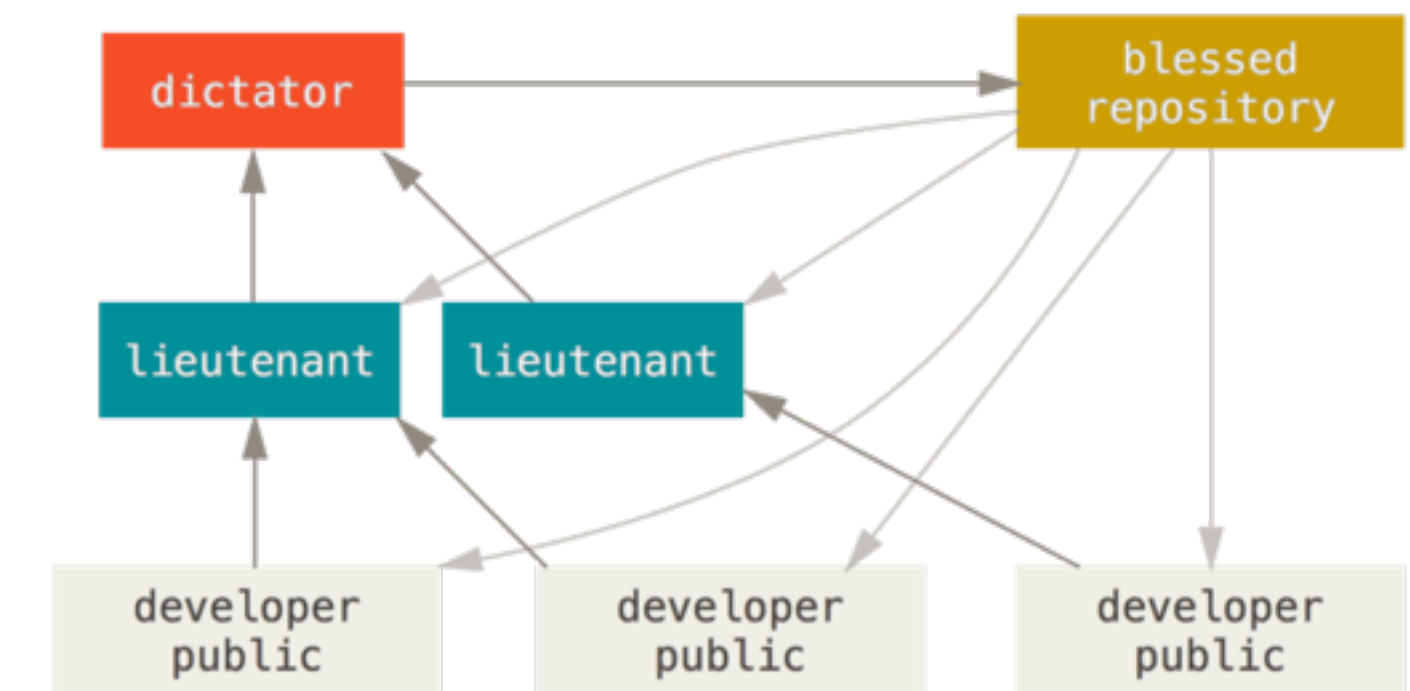 dictator
blessed
repository
lieutenant
lieutenant
developer
public
developer
public
developer
public